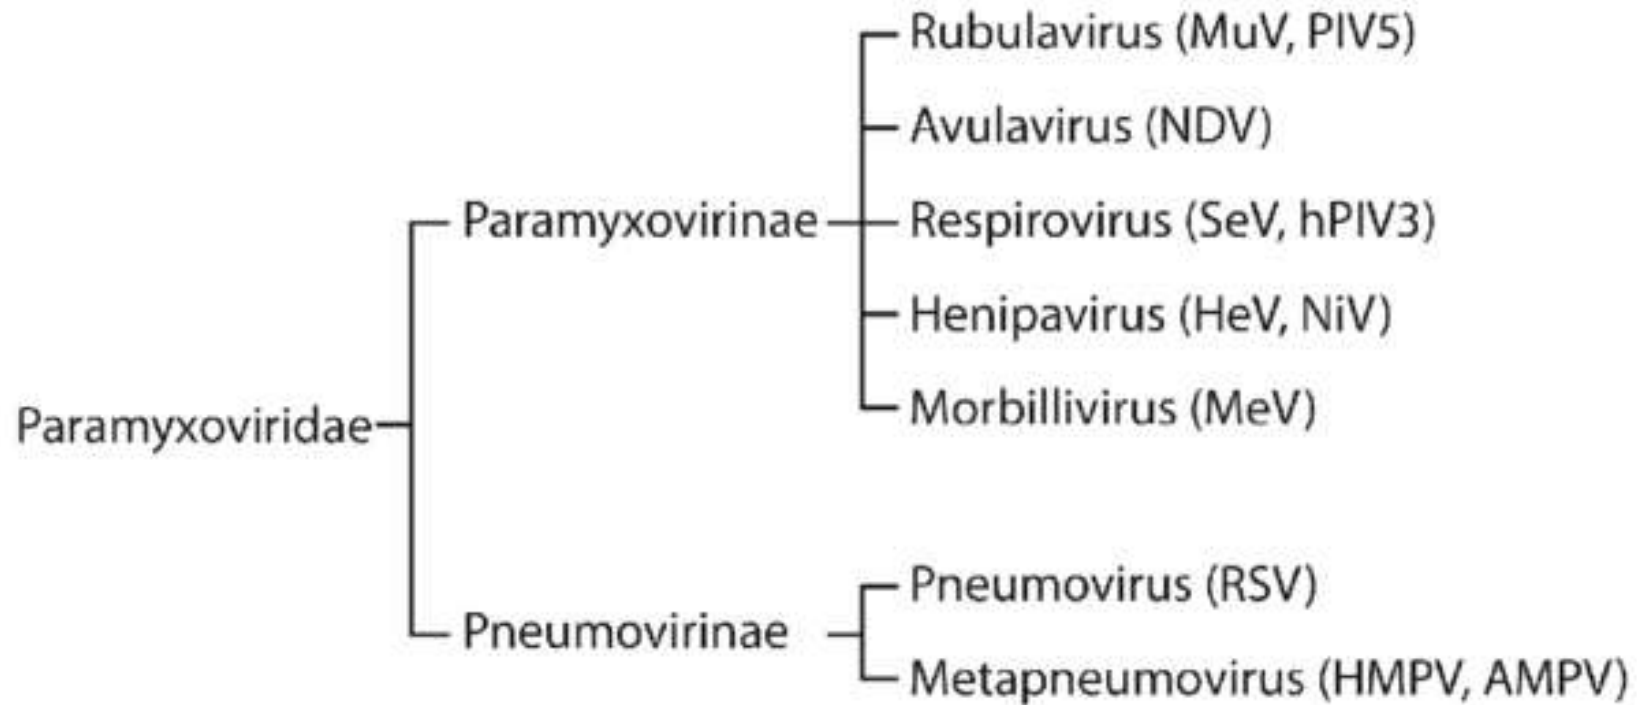 Rubulavirus (MuV, PIV5)
Avulavirus (NDV)
Paramyxovirinae
Respirovirus (SeV, hPIV3)
Henipavirus (HeV, NiV)
Morbillivirus (MeV)
Paramyxoviridae
Pneumovirus (RSV)
Pneumovirinae
Metapneumovirus (HMPV, AMPV)